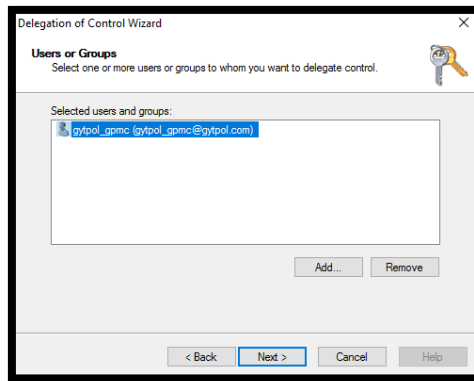 Delegation of Control Wizard
Users or Groups
Select one or more users or groups to whom you want to delegate control.
Selected users and groups:
gytpol_gpmc (gytpol_gpmc@gytpol.com)
Add... Remove
< Back Next > Cancel Help